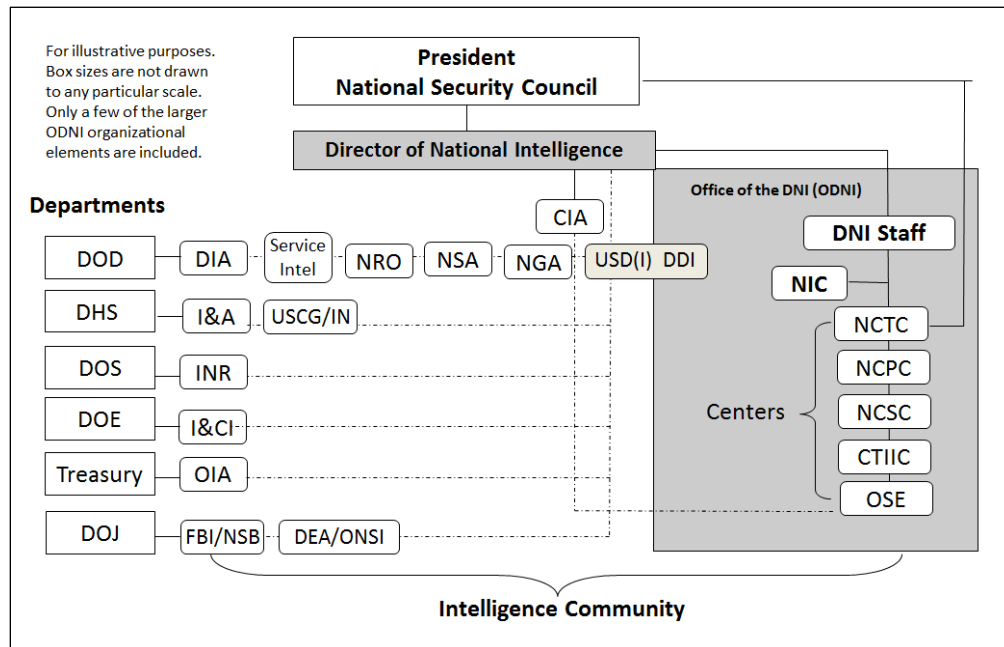 For illustrative purposes.
Box sizes are not drawn
to any particular scale.
Only a few of the larger
ODNI organizational
elements are included.
President
National Security Council
Director of National Intelligence
Office of the DNI (ODNI)
Departments
CIA
DNI Staff
DOD
DIA
Service
Intel
NRO
NSA
NGA
USD(I) DDI
NIC
DHS
I&A
USCG/IN
NCTC
DOS
INR
NCPC
DOE
I&CI
Centers
NCSC
Treasury
OIA
CTIIC
OSE
DOJ
FBI/NSB
DEA/ONSI
Intelligence Community